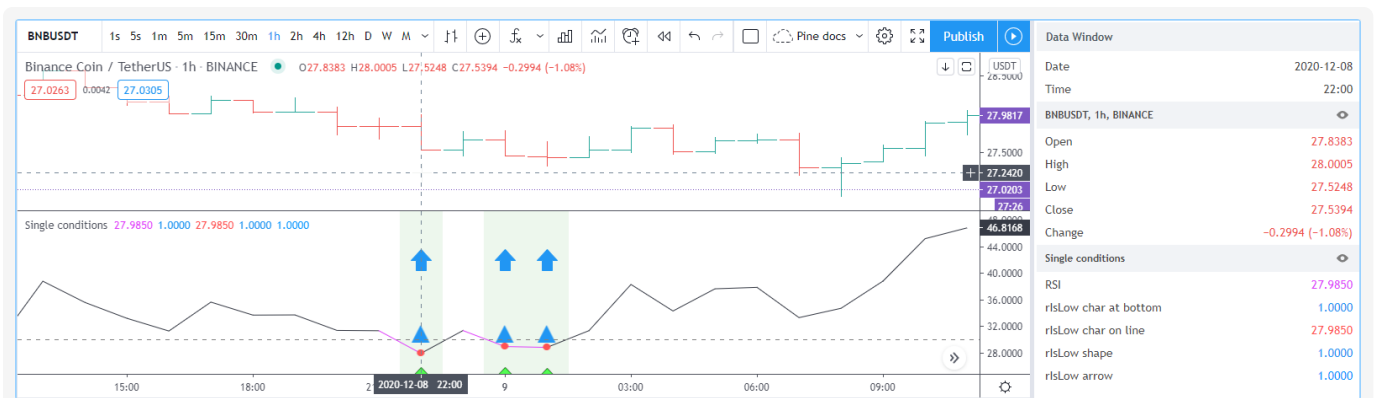 BNBUSDT 1s 5s 1m 5m 15m 30m 1h 2h 4h 12h D W M Pine docs Publish
Binance Coin / TetherUS · 1h · BINANCE O27.8383 H28.0005 L27.5248 C27.5394 −0.2994 (−1.08%)
USDT
28.5000
27.0263 0.0042 27.0305
27.9817
27.5000
27.2420
27.0203
27:26
Single conditions 27.9850 1.0000 27.9850 1.0000 1.0000
48.0000
46.8168
44.0000
40.0000
36.0000
32.0000
28.0000
15:00 18:00 2020-12-08 22:00 9 03:00 06:00 09:00
Data Window
Date 2020-12-08
Time 22:00
BNBUSDT, 1h, BINANCE
Open 27.8383
High 28.0005
Low 27.5248
Close 27.5394
Change −0.2994 (−1.08%)
Single conditions
RSI 27.9850
rIsLow char at bottom 1.0000
rIsLow char on line 27.9850
rIsLow shape 1.0000
rIsLow arrow 1.0000